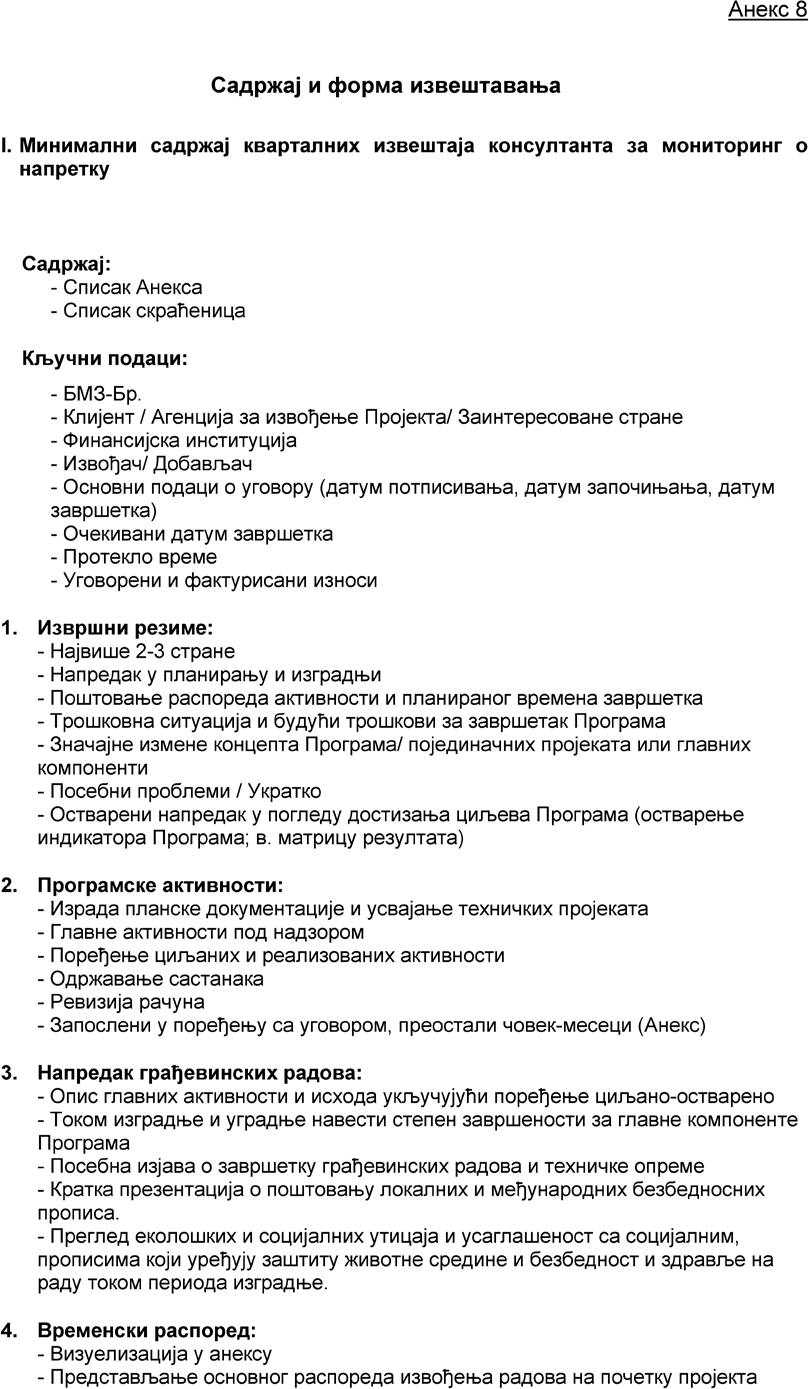 Анекс 8
Садржај и форма извештавања
I. Минимални садржај кварталних извештаја консултанта за мониторинг о
напретку
Садржај:
- Списак Анекса
- Списак скраћеница
Кључни подаци:
- БМЗ-Бр.
- Клијент / Агенција за извођење Пројекта/ Заинтересоване стране
- Финансијска институција
- Извођач/ Добављач
- Основни подаци о уговору (датум потписивања, датум започињања, датум
завршетка)
- Очекивани датум завршетка
- Протекло време
- Уговорени и фактурисани износи
1. Извршни резиме:
- Највише 2-3 стране
- Напредак у планирању и изградњи
- Поштовање распореда активности и планираног времена завршетка
- Трошковна ситуација и будући трошкови за завршетак Програма
- Значајне измене концепта Програма/ појединачних пројеката или главних
компоненти
- Посебни проблеми / Укратко
- Остварени напредак у погледу достизања циљева Програма (остварење
индикатора Програма; в. матрицу резултата)
2. Програмске активности:
- Израда планске документације и усвајање техничких пројеката
- Главне активности под надзором
- Поређење циљаних и реализованих активности
- Одржавање састанака
- Ревизија рачуна
- Запослени у поређењу са уговором, преостали човек-месеци (Анекс)
3. Напредак грађевинских радова:
- Опис главних активности и исхода укључујући поређење циљано-остварено
- Током изградње и уградње навести степен завршености за главне компоненте
Програма
- Посебна изјава о завршетку грађевинских радова и техничке опреме
- Кратка презентација о поштовању локалних и међународних безбедносних
прописа.
- Преглед еколошких и социјалних утицаја и усаглашеност са социјалним,
прописима који уређују заштиту животне средине и безбедност и здравље на
раду током периода изградње.
4. Временски распоред:
- Визуелизација у анексу
- Представљање основног распореда извођења радова на почетку пројекта